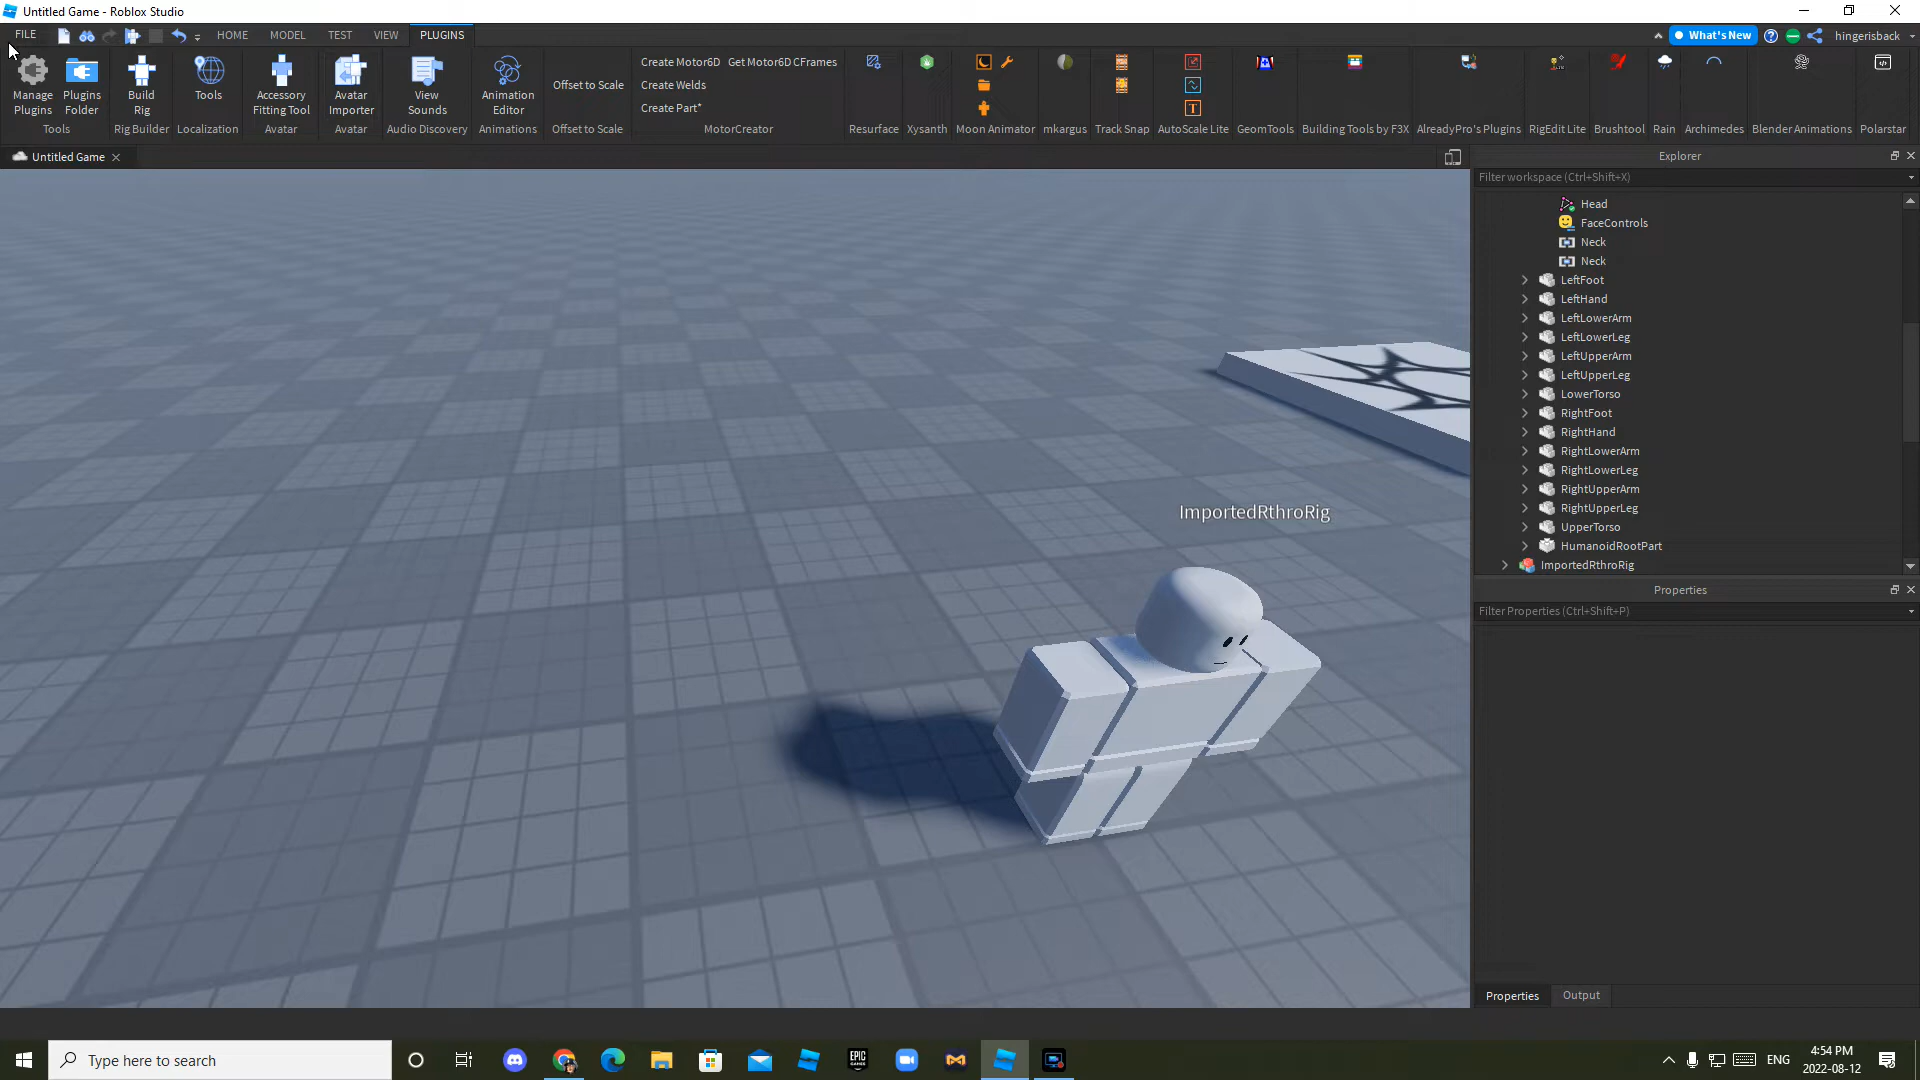 Untitled Game - Roblox Studio
FILE HOME MODEL TEST VIEW PLUGINS What's New hingerisback
Manage Plugins
Plugins Folder
Tools
Build Rig
Rig Builder
Tools
Localization
Accessory Fitting Tool
Avatar
Avatar Importer
Avatar
View Sounds
Audio Discovery
Animation Editor
Animations
Offset to Scale
Offset to Scale
Create Motor6D Get Motor6D CFrames
Create Welds
Create Part*
MotorCreator
Resurface
Xysanth
Moon Animator
mkargus
Track Snap
T
AutoScale Lite
GeomTools
Building Tools by F3X
AlreadyPro's Plugins
RigEdit Lite
Brushtool
Rain
Archimedes
Blender Animations
Polarstar
Untitled Game
Explorer
Filter workspace (Ctrl+Shift+X)
Head
FaceControls
Neck
Neck
LeftFoot
LeftHand
LeftLowerArm
LeftLowerLeg
LeftUpperArm
LeftUpperLeg
LowerTorso
RightFoot
RightHand
RightLowerArm
RightLowerLeg
RightUpperArm
RightUpperLeg
UpperTorso
HumanoidRootPart
ImportedRthroRig
ImportedRthroRig
Properties
Filter Properties (Ctrl+Shift+P)
Properties Output
Type here to search
EPIC GAMES
ENG
4:54 PM
2022-08-12